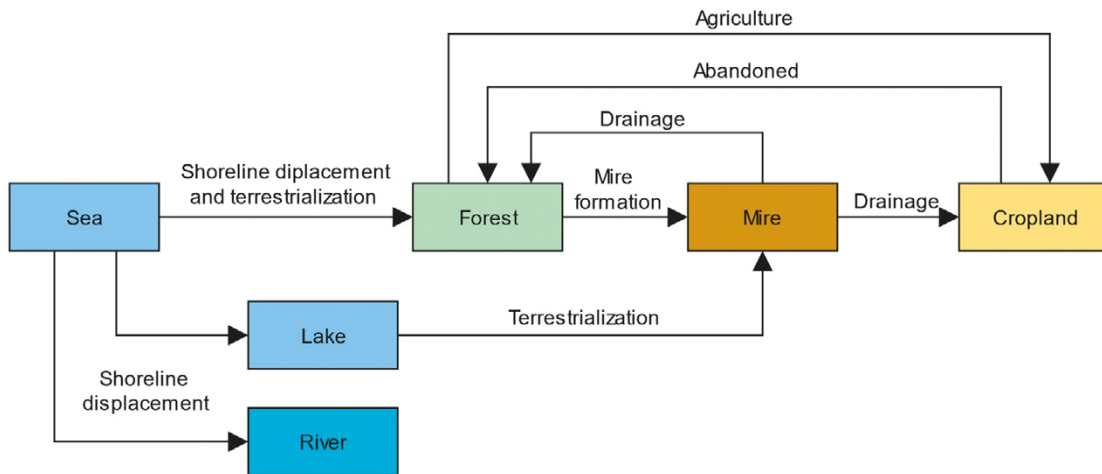 Agriculture
Abandoned
Drainage
Shoreline diplacement
and terrestrialization
Mire
formation
Drainage
Sea
Forest
Mire
Cropland
Lake
Terrestrialization
Shoreline
displacement
River